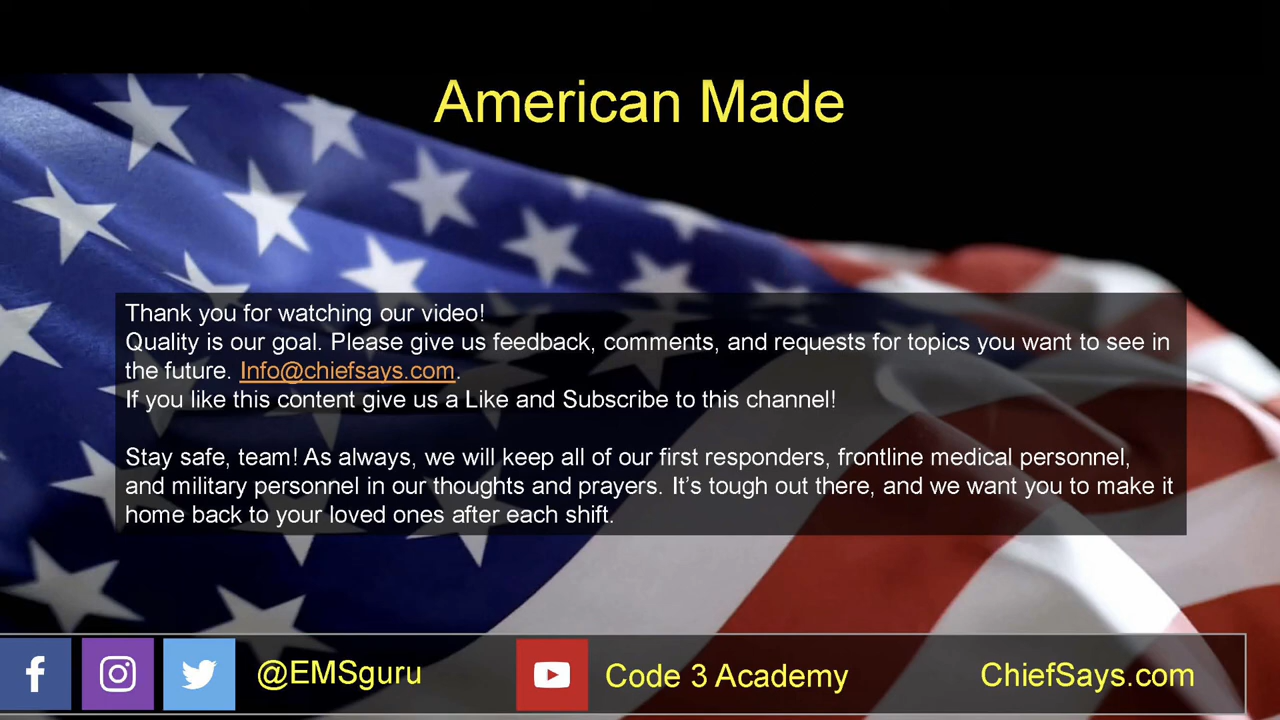 American Made
Thank you for watching our video!
Quality is our goal. Please give us feedback, comments, and requests for topics you want to see in
the future. Info@chiefsays.com.
If you like this content give us a Like and Subscribe to this channel!
Stay safe, team! As always, we will keep all of our first responders, frontline medical personnel,
and military personnel in our thoughts and prayers. It’s tough out there, and we want you to make it
home back to your loved ones after each shift.
@EMSguru
Code 3 Academy
ChiefSays.com